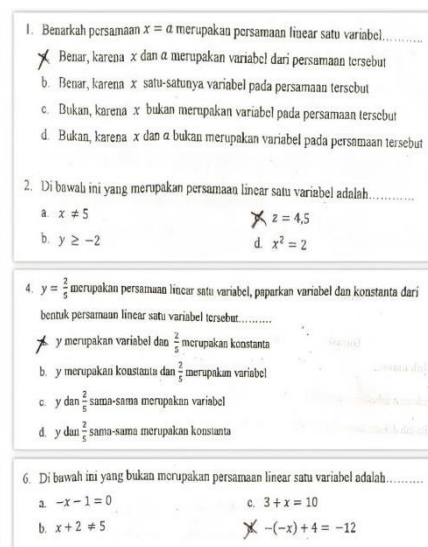 1. Benarkah persamaan x = a merupakan persamaan linear satu variabel...........
Benar, karena x dan a merupakan variabel dari persamaan tersebut
b. Benar, karena x satu-satunya variabel pada persamaan tersebut
c. Bukan, karena x bukan merupakan variabel pada persamaan tersebut
d. Bukan, karena x dan a bukan merupakan variabel pada persamaan tersebut
2. Di bawah ini yang merupakan persamaan linear satu variabel adalah............
a. x ≠ 5
z = 4,5
b. y ≥ −2
d. x² = 2
4. y = 2/5 merupakan persamaan linear satu variabel, paparkan variabel dan konstanta dari
bentuk persamaan linear satu variabel tersebut..........
y merupakan variabel dan 2/5 merupakan konstanta
b. y merupakan konstanta dan 2/5 merupakan variabel
c. y dan 2/5 sama-sama merupakan variabel
d. y dan 2/5 sama-sama merupakan konstanta
6. Di bawah ini yang bukan merupakan persamaan linear satu variabel adalah..........
a. −x − 1 = 0
c. 3 + x = 10
b. x + 2 ≠ 5
−(−x) + 4 = −12